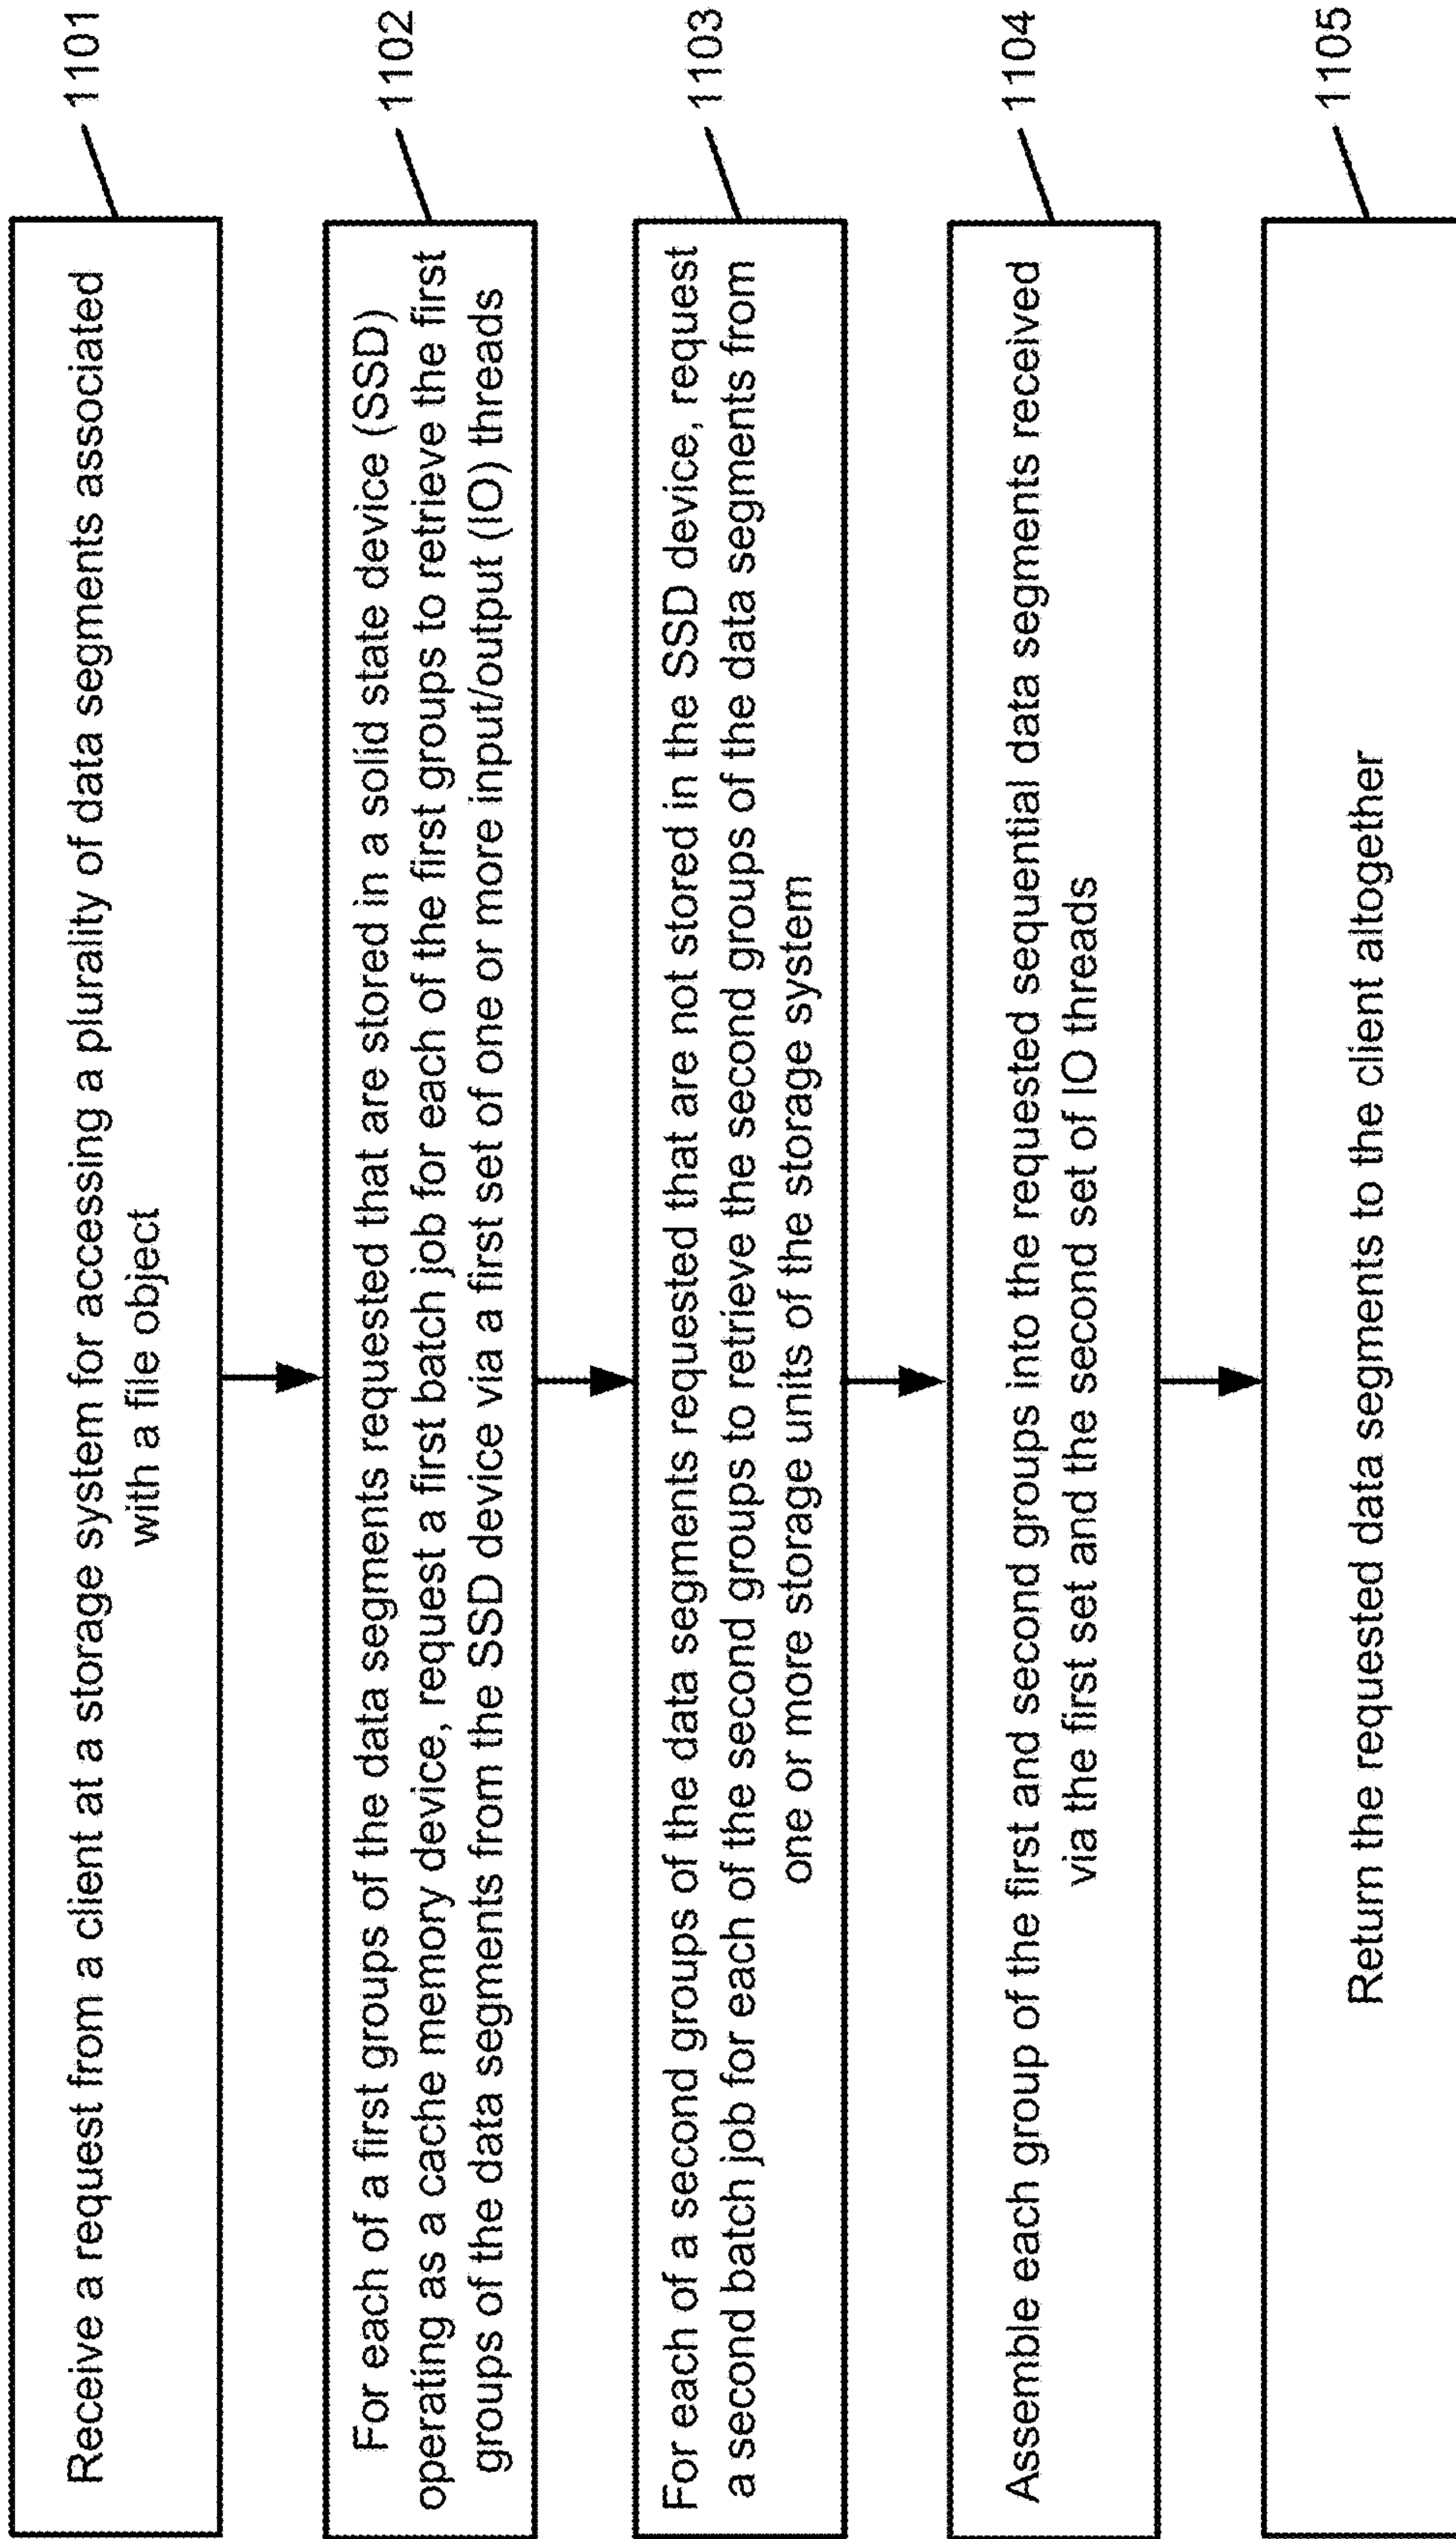 Receive a request from a client at a storage system for accessing a plurality of data segments associated
with a file object
1101
For each of a first groups of the data segments requested that are stored in a solid state device (SSD)
operating as a cache memory device, request a first batch job for each of the first groups to retrieve the first
groups of the data segments from the SSD device via a first set of one or more input/output (IO) threads
1102
For each of a second groups of the data segments requested that are not stored in the SSD device, request
a second batch job for each of the second groups to retrieve the second groups of the data segments from
one or more storage units of the storage system
1103
Assemble each group of the first and second groups into the requested sequential data segments received
via the first set and the second set of IO threads
1104
Return the requested data segments to the client altogether
1105